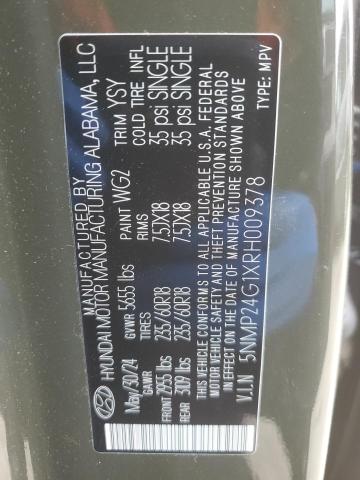 MANUFACTURED BY
HYUNDAI MOTOR MANUFACTURING ALABAMA, LLC
May/30/24 GVWR 5655 lbs PAINT WG2 TRIM YSY
GAWR TIRES RIMS COLD TIRE INFL
FRONT 2955 lbs 235/60R18 7.5JX18 35 psi SINGLE
REAR 3109 lbs 235/60R18 7.5JX18 35 psi SINGLE
THIS VEHICLE CONFORMS TO ALL APPLICABLE U.S.A. FEDERAL
MOTOR VEHICLE SAFETY AND THEFT PREVENTION STANDARDS
IN EFFECT ON THE DATE OF MANUFACTURE SHOWN ABOVE
V.I.N 5NMP24G1XRH009378 TYPE: MPV